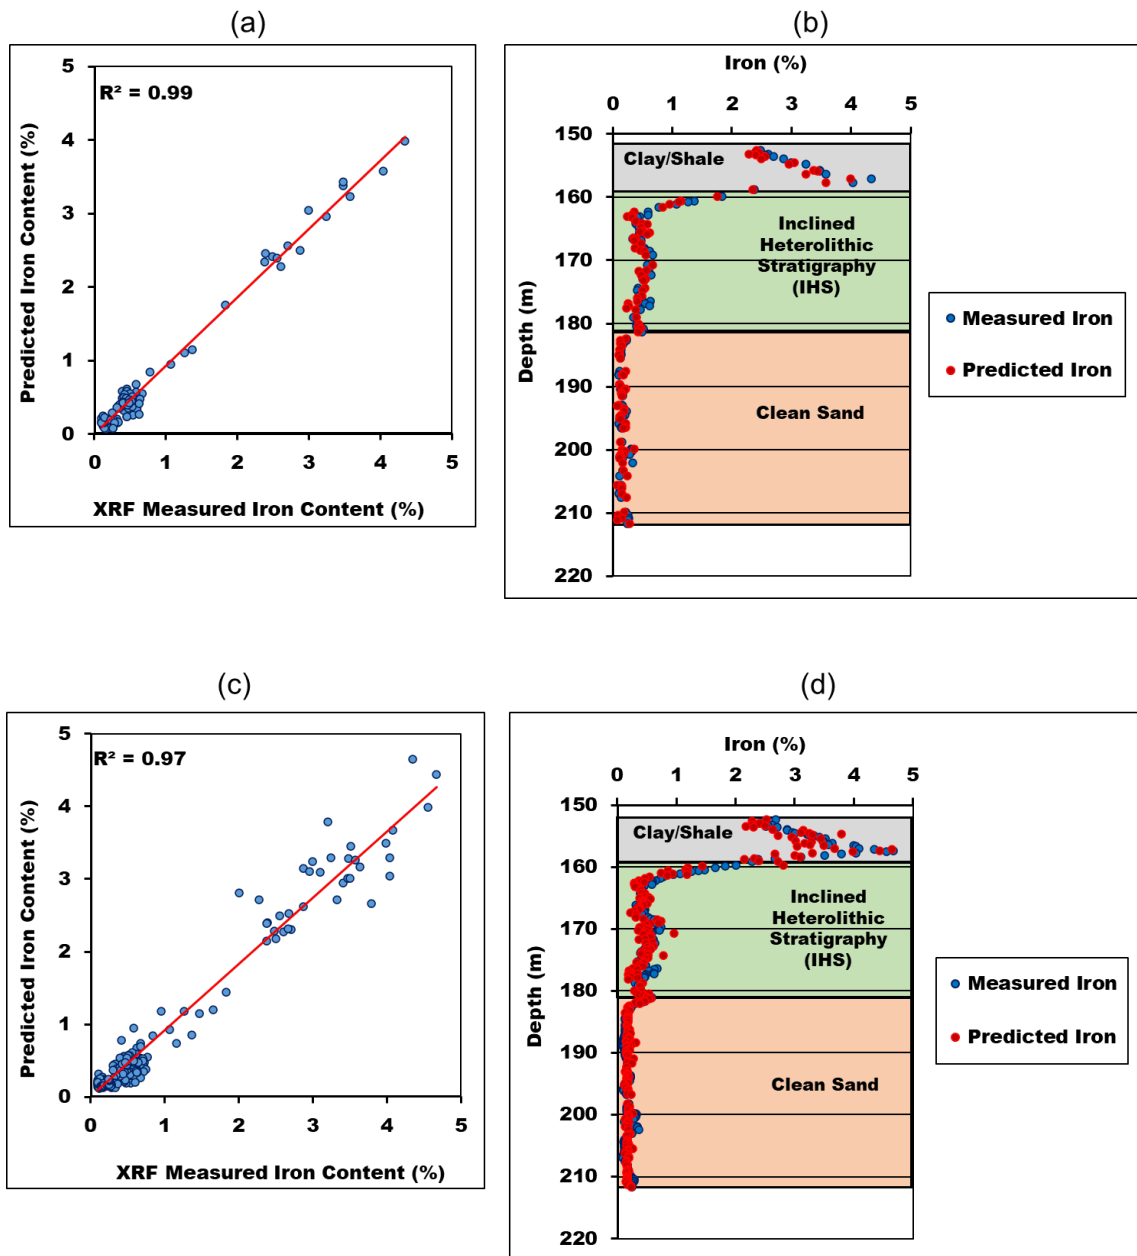 (a)
5
4
3
2
1
0
0 1 2 3 4 5
R² = 0.99
Predicted Iron Content (%)
XRF Measured Iron Content (%)
(b)
Iron (%)
0 1 2 3 4 5
150
160
170
180
190
200
210
220
Depth (m)
Clay/Shale
Inclined
Heterolithic
Stratigraphy
(IHS)
Clean Sand
Measured Iron
Predicted Iron
(c)
5
4
3
2
1
0
0 1 2 3 4 5
R² = 0.97
Predicted Iron Content (%)
XRF Measured Iron Content (%)
(d)
Iron (%)
0 1 2 3 4 5
150
160
170
180
190
200
210
220
Depth (m)
Clay/Shale
Inclined
Heterolithic
Stratigraphy
(IHS)
Clean Sand
Measured Iron
Predicted Iron